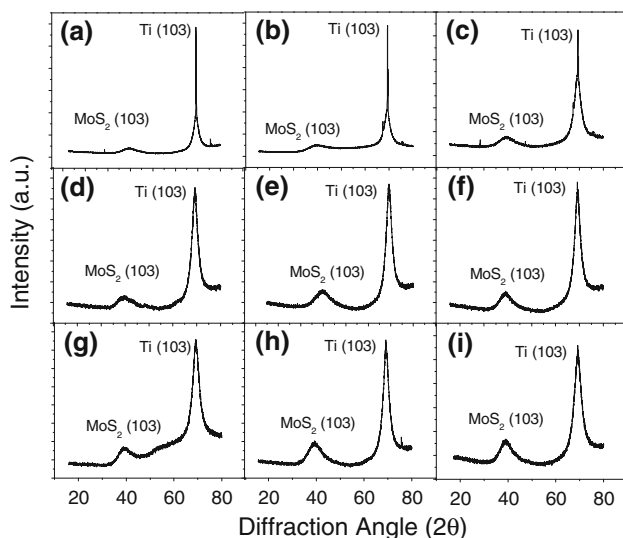 (a) Ti (103)
MoS2 (103)
(b) Ti (103)
MoS2 (103)
(c) Ti (103)
MoS2 (103)
(d) Ti (103)
MoS2 (103)
(e) Ti (103)
MoS2 (103)
(f) Ti (103)
MoS2 (103)
(g) Ti (103)
MoS2 (103)
(h) Ti (103)
MoS2 (103)
(i) Ti (103)
MoS2 (103)
Intensity (a.u.)
20 40 60 80 20 40 60 80 20 40 60 80
Diffraction Angle (2θ)